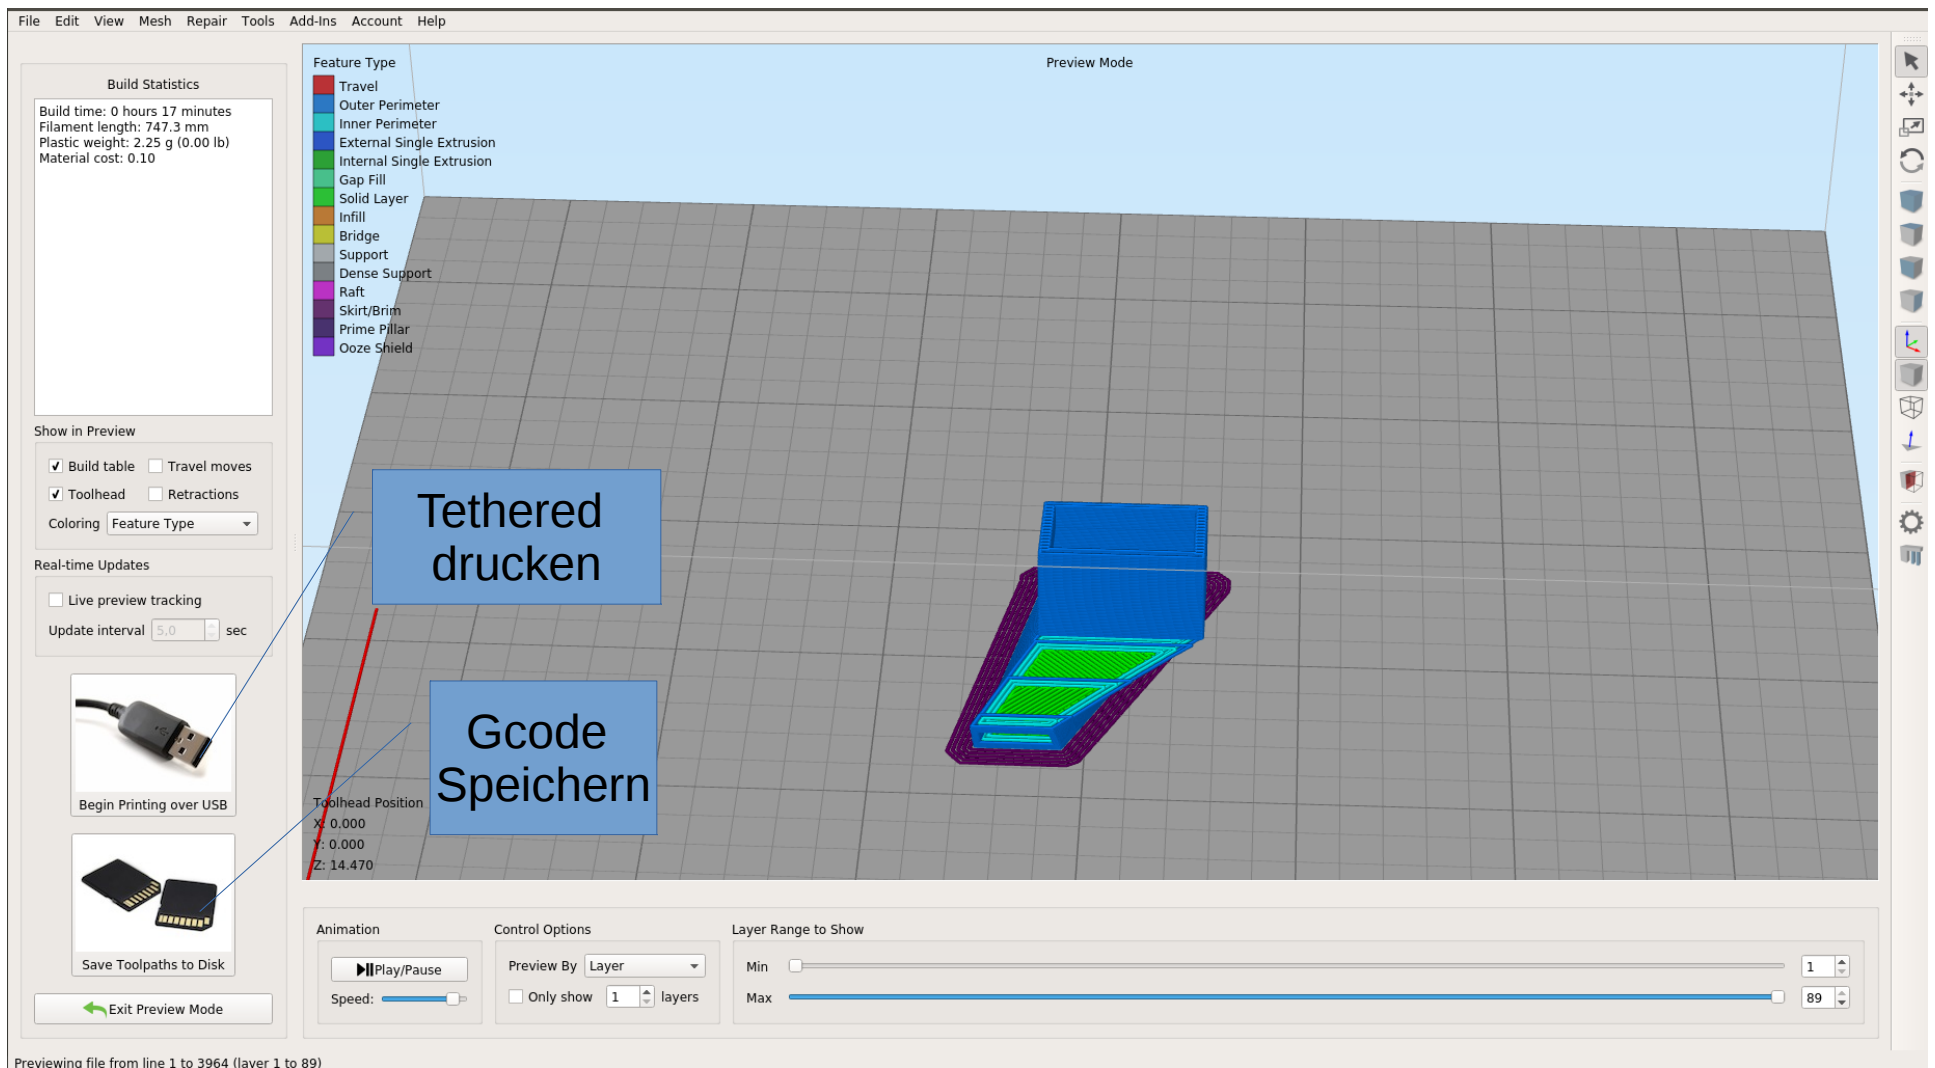 File Edit View Mesh Repair Tools Add-Ins Account Help
Build Statistics
Build time: 0 hours 17 minutes
Filament length: 747.3 mm
Plastic weight: 2.25 g (0.00 lb)
Material cost: 0.10
Show in Preview
Build table Travel moves
Toolhead Retractions
Coloring Feature Type
Real-time Updates
Live preview tracking
Update interval 5,0 sec
Begin Printing over USB
Save Toolpaths to Disk
Exit Preview Mode
Feature Type
Travel
Outer Perimeter
Inner Perimeter
External Single Extrusion
Internal Single Extrusion
Gap Fill
Solid Layer
Infill
Bridge
Support
Dense Support
Raft
Skirt/Brim
Prime Pillar
Ooze Shield
Preview Mode
Tethered
drucken
Gcode
Speichern
Toolhead Position
X: 0.000
Y: 0.000
Z: 14.470
Animation
Play/Pause
Speed:
Control Options
Preview By Layer
Only show 1 layers
Layer Range to Show
Min 1
Max 89
Previewing file from line 1 to 3964 (layer 1 to 89)